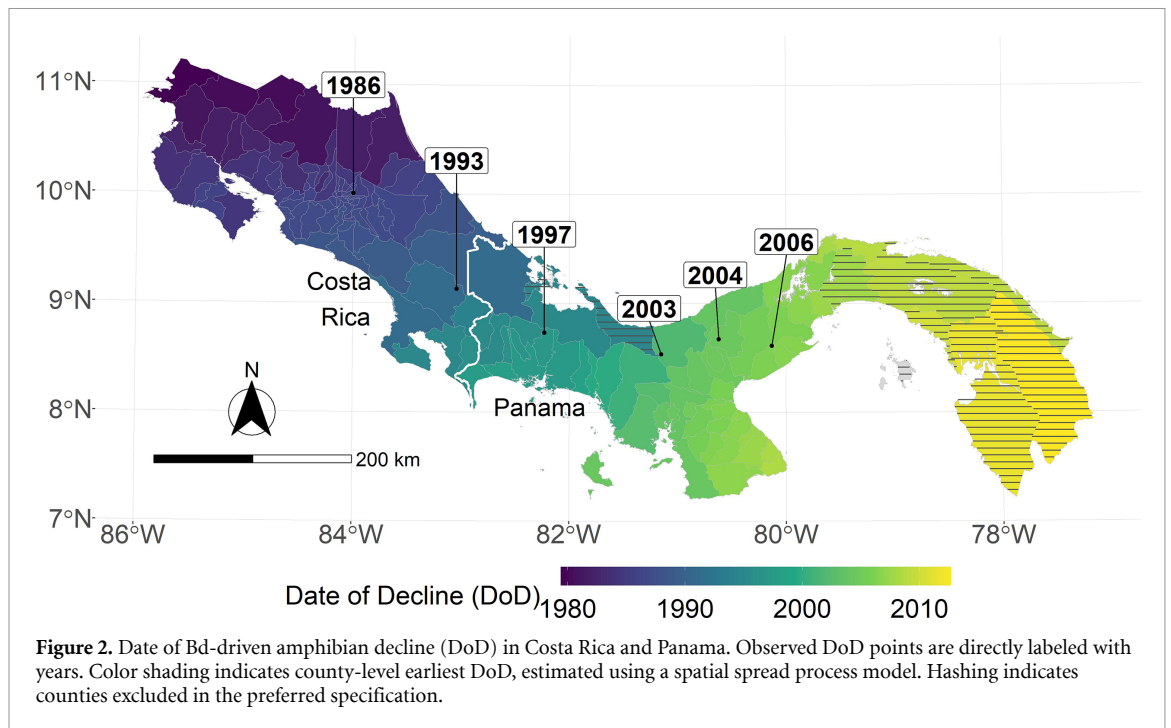 11°N
10°N
9°N
8°N
7°N
1986
1993
1997
2003
2004
2006
Costa
Rica
Panama
N
200 km
86°W
84°W
82°W
80°W
78°W
Date of Decline (DoD)
1980
1990
2000
2010
Figure 2. Date of Bd-driven amphibian decline (DoD) in Costa Rica and Panama. Observed DoD points are directly labeled with
years. Color shading indicates county-level earliest DoD, estimated using a spatial spread process model. Hashing indicates
counties excluded in the preferred specification.